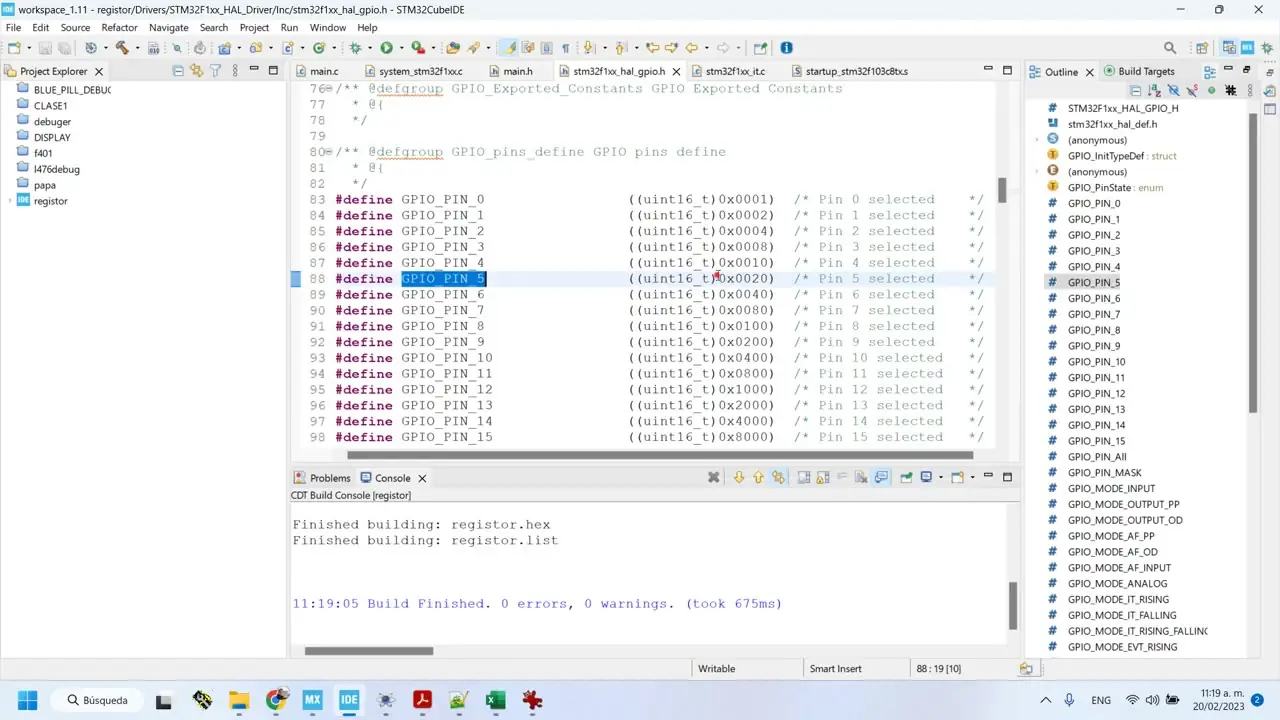 workspace_1.11 - registor/Drivers/STM32F1xx_HAL_Driver/Inc/stm32f1xx_hal_gpio.h - STM32CubeIDE
File Edit Source Refactor Navigate Search Project Run Window Help
Project Explorer
BLUE_PILL_DEBUG
CLASE1
debuger
DISPLAY
f401
l476debug
papa
IDE registor
main.c system_stm32f1xx.c main.h stm32f1xx_hal_gpio.h stm32f1xx_it.c startup_stm32f103c8tx.s
76 /** @defgroup GPIO_Exported_Constants GPIO Exported Constants
77 * @{
78 */
79
80 /** @defgroup GPIO_pins_define GPIO pins define
81 * @{
82 */
83 #define GPIO_PIN_0 ((uint16_t)0x0001) /* Pin 0 selected */
84 #define GPIO_PIN_1 ((uint16_t)0x0002) /* Pin 1 selected */
85 #define GPIO_PIN_2 ((uint16_t)0x0004) /* Pin 2 selected */
86 #define GPIO_PIN_3 ((uint16_t)0x0008) /* Pin 3 selected */
87 #define GPIO_PIN_4 ((uint16_t)0x0010) /* Pin 4 selected */
88 #define GPIO_PIN_5 ((uint16_t)0x0020) /* Pin 5 selected */
89 #define GPIO_PIN_6 ((uint16_t)0x0040) /* Pin 6 selected */
90 #define GPIO_PIN_7 ((uint16_t)0x0080) /* Pin 7 selected */
91 #define GPIO_PIN_8 ((uint16_t)0x0100) /* Pin 8 selected */
92 #define GPIO_PIN_9 ((uint16_t)0x0200) /* Pin 9 selected */
93 #define GPIO_PIN_10 ((uint16_t)0x0400) /* Pin 10 selected */
94 #define GPIO_PIN_11 ((uint16_t)0x0800) /* Pin 11 selected */
95 #define GPIO_PIN_12 ((uint16_t)0x1000) /* Pin 12 selected */
96 #define GPIO_PIN_13 ((uint16_t)0x2000) /* Pin 13 selected */
97 #define GPIO_PIN_14 ((uint16_t)0x4000) /* Pin 14 selected */
98 #define GPIO_PIN_15 ((uint16_t)0x8000) /* Pin 15 selected */
Problems Console
CDT Build Console [registor]
Finished building: registor.hex
Finished building: registor.list
11:19:05 Build Finished. 0 errors, 0 warnings. (took 675ms)
Outline Build Targets
STM32F1xx_HAL_GPIO_H
stm32f1xx_hal_def.h
(anonymous)
GPIO_InitTypeDef : struct
(anonymous)
GPIO_PinState : enum
GPIO_PIN_0
GPIO_PIN_1
GPIO_PIN_2
GPIO_PIN_3
GPIO_PIN_4
GPIO_PIN_5
GPIO_PIN_6
GPIO_PIN_7
GPIO_PIN_8
GPIO_PIN_9
GPIO_PIN_10
GPIO_PIN_11
GPIO_PIN_12
GPIO_PIN_13
GPIO_PIN_14
GPIO_PIN_15
GPIO_PIN_All
GPIO_PIN_MASK
GPIO_MODE_INPUT
GPIO_MODE_OUTPUT_PP
GPIO_MODE_OUTPUT_OD
GPIO_MODE_AF_PP
GPIO_MODE_AF_OD
GPIO_MODE_AF_INPUT
GPIO_MODE_ANALOG
GPIO_MODE_IT_RISING
GPIO_MODE_IT_FALLING
GPIO_MODE_IT_RISING_FALLING
GPIO_MODE_EVT_RISING
Writable Smart Insert 88 : 19 [10]
Búsqueda MX IDE ENG 11:19 a. m.
20/02/2023 2